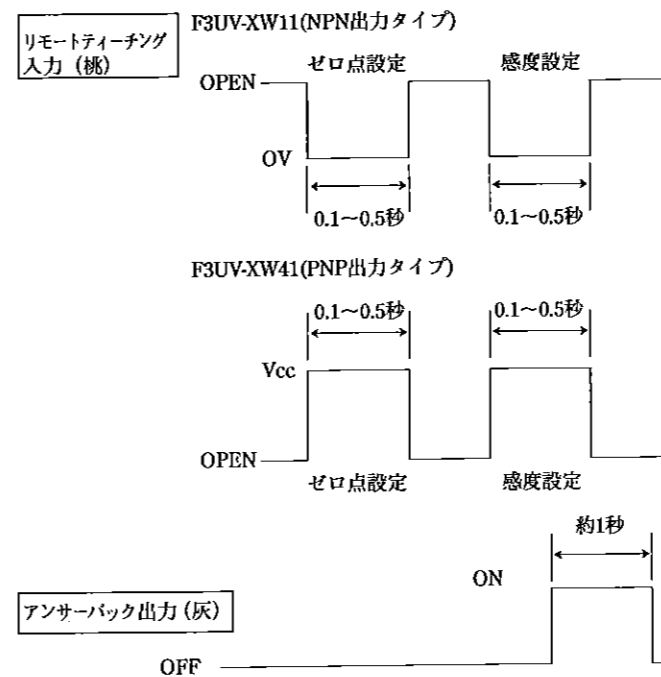 F3UV-XW11(NPN出力タイプ)
リモートティーチング
入力（桃）
ゼロ点設定
感度設定
OPEN
OV
0.1〜0.5秒
0.1〜0.5秒
F3UV-XW41(PNP出力タイプ)
0.1〜0.5秒
0.1〜0.5秒
Vcc
OPEN
ゼロ点設定
感度設定
約1秒
ON
アンサーバック出力（灰）
OFF